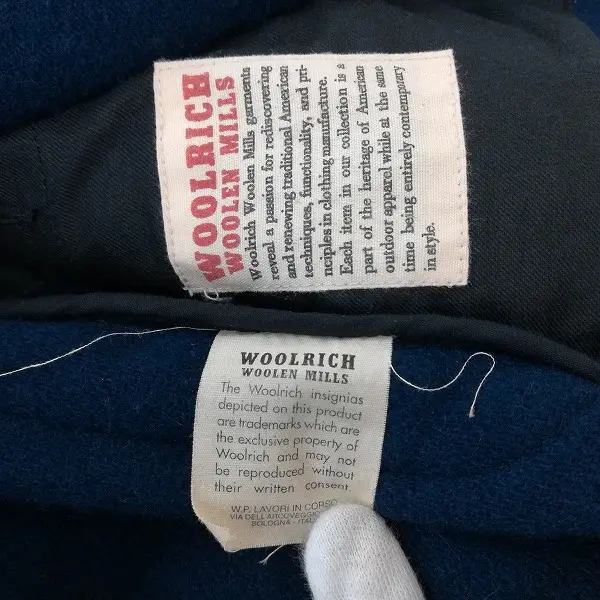 WOOLRICH
WOOLEN MILLS
Woolrich Woolen Mills garments
reveal a passion for rediscovering
and renewing traditional American
techniques, functionality, and pri-
nciples in clothing manufacture.
Each item in our collection is a
part of the heritage of American
outdoor apparel while at the same
time being entirely contemporary
in style.
WOOLRICH
WOOLEN MILLS
The Woolrich insignias
depicted on this product
are trademarks which are
the exclusive property of
Woolrich and may not
be reproduced without
their written consent.
W.P. LAVORI IN CORSO
VIA DELL'ARCOVEGGIO
BOLOGNA - ITALY